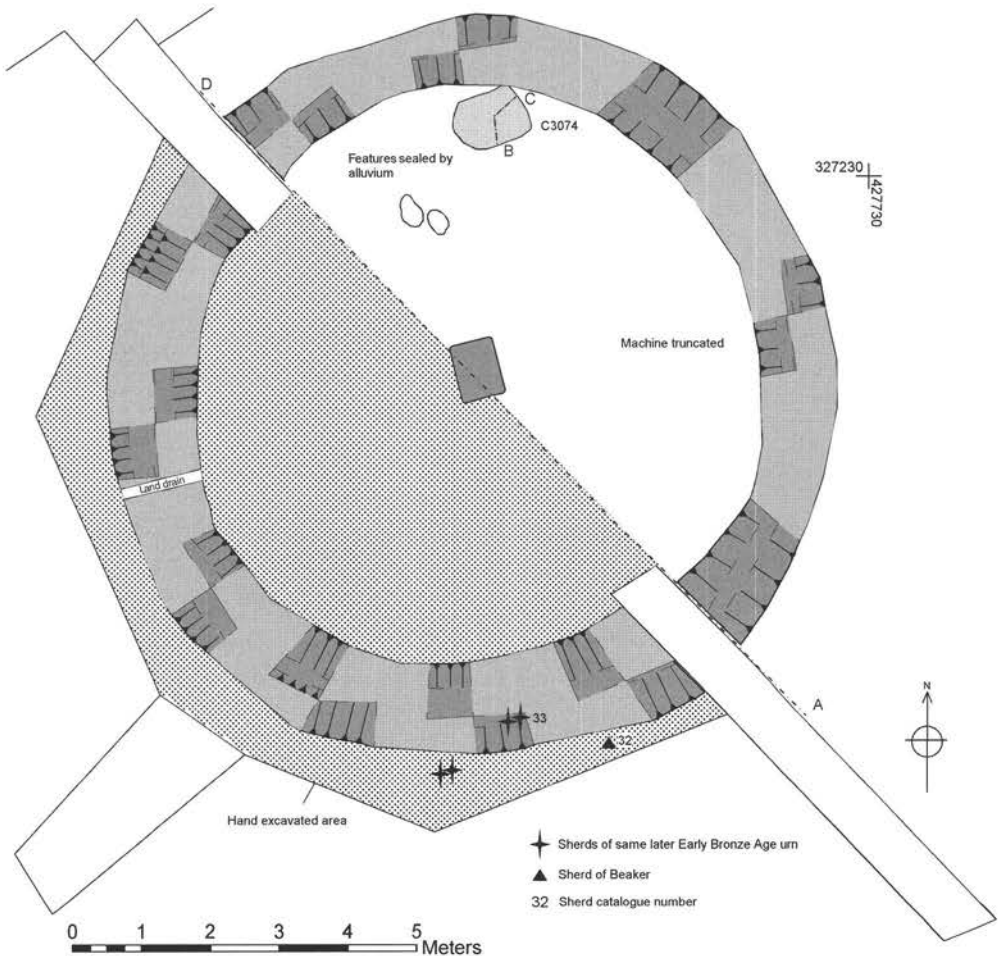 D
C
C3074
B
Features sealed by
alluvium
327230
427730
Machine truncated
Land drain
33
32
A
N
Hand excavated area
Sherds of same later Early Bronze Age urn
Sherd of Beaker
32 Sherd catalogue number
0 1 2 3 4 5
Meters